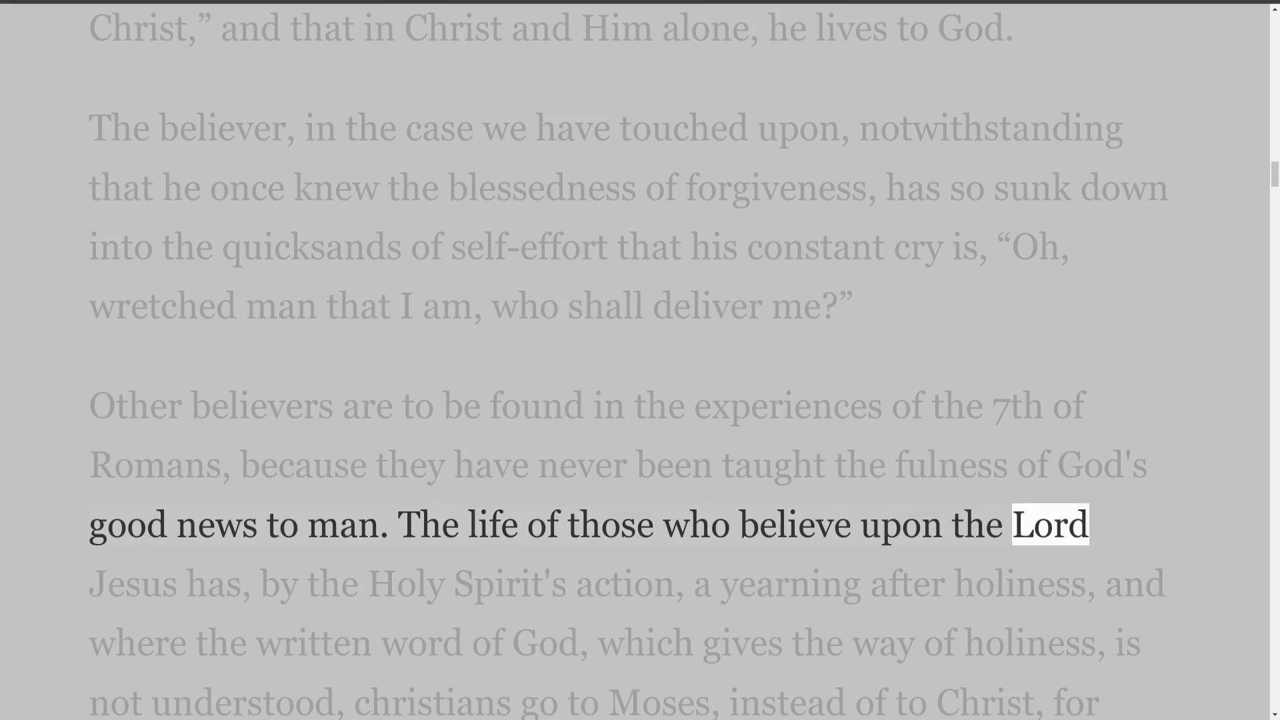 Christ,” and that in Christ and Him alone, he lives to God.
The believer, in the case we have touched upon, notwithstanding
that he once knew the blessedness of forgiveness, has so sunk down
into the quicksands of self-effort that his constant cry is, “Oh,
wretched man that I am, who shall deliver me?”
Other believers are to be found in the experiences of the 7th of
Romans, because they have never been taught the fulness of God's
good news to man. The life of those who believe upon the Lord
Jesus has, by the Holy Spirit's action, a yearning after holiness, and
where the written word of God, which gives the way of holiness, is
not understood, christians go to Moses, instead of to Christ, for